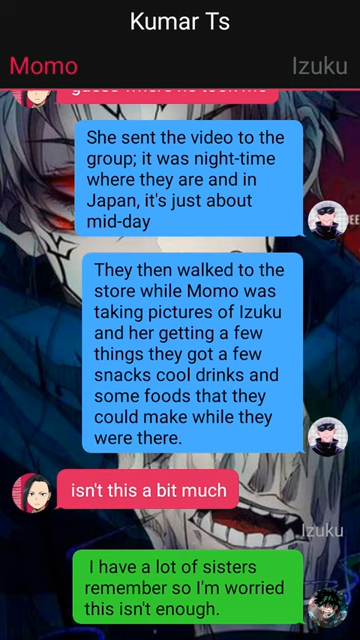 Kumar Ts
Momo
Izuku
She sent the video to the
group; it was night-time
where they are and in
Japan, it's just about
mid-day
They then walked to the
store while Momo was
taking pictures of Izuku
and her getting a few
things they got a few
snacks cool drinks and
some foods that they
could make while they
were there.
isn't this a bit much
Izuku
I have a lot of sisters
remember so I'm worried
this isn't enough.